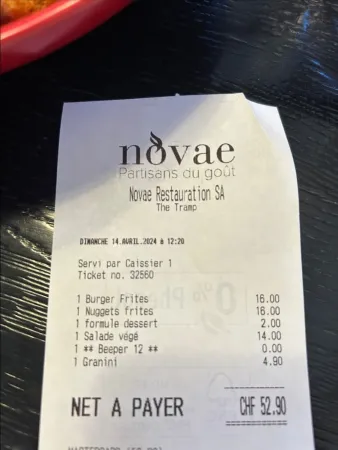 novae
Partisans du goût
Novae Restauration SA
The Tramp
DIMANCHE 14.AVRIL.2024 à 12:20
Servi par Caissier 1
Ticket no. 32560
1 Burger Frites 16.00
1 Nuggets frites 16.00
1 formule dessert 2.00
1 Salade végé 14.00
1 ** Beeper 12 ** 0.00
1 Granini 4.90
NET A PAYER CHF 52.90